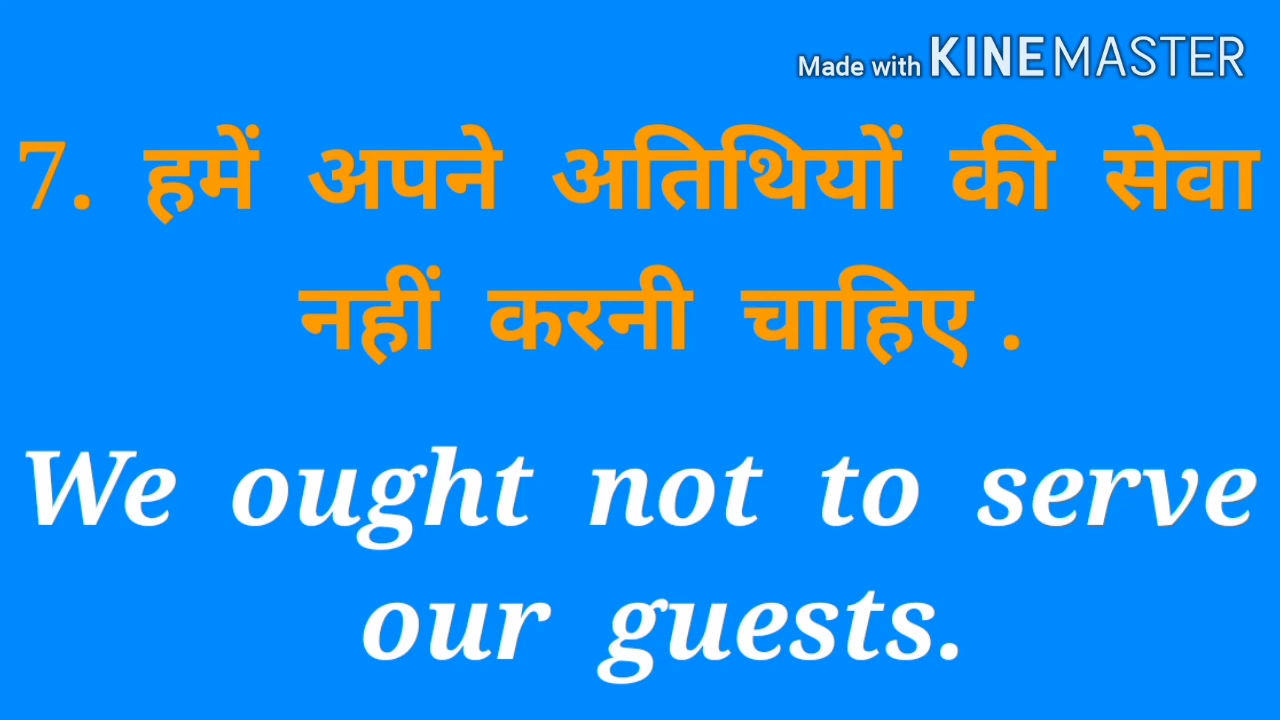 Made with KINEMASTER
7. हमें अपने अतिथियों की सेवा
नहीं करनी चाहिए .
We ought not to serve
our guests.